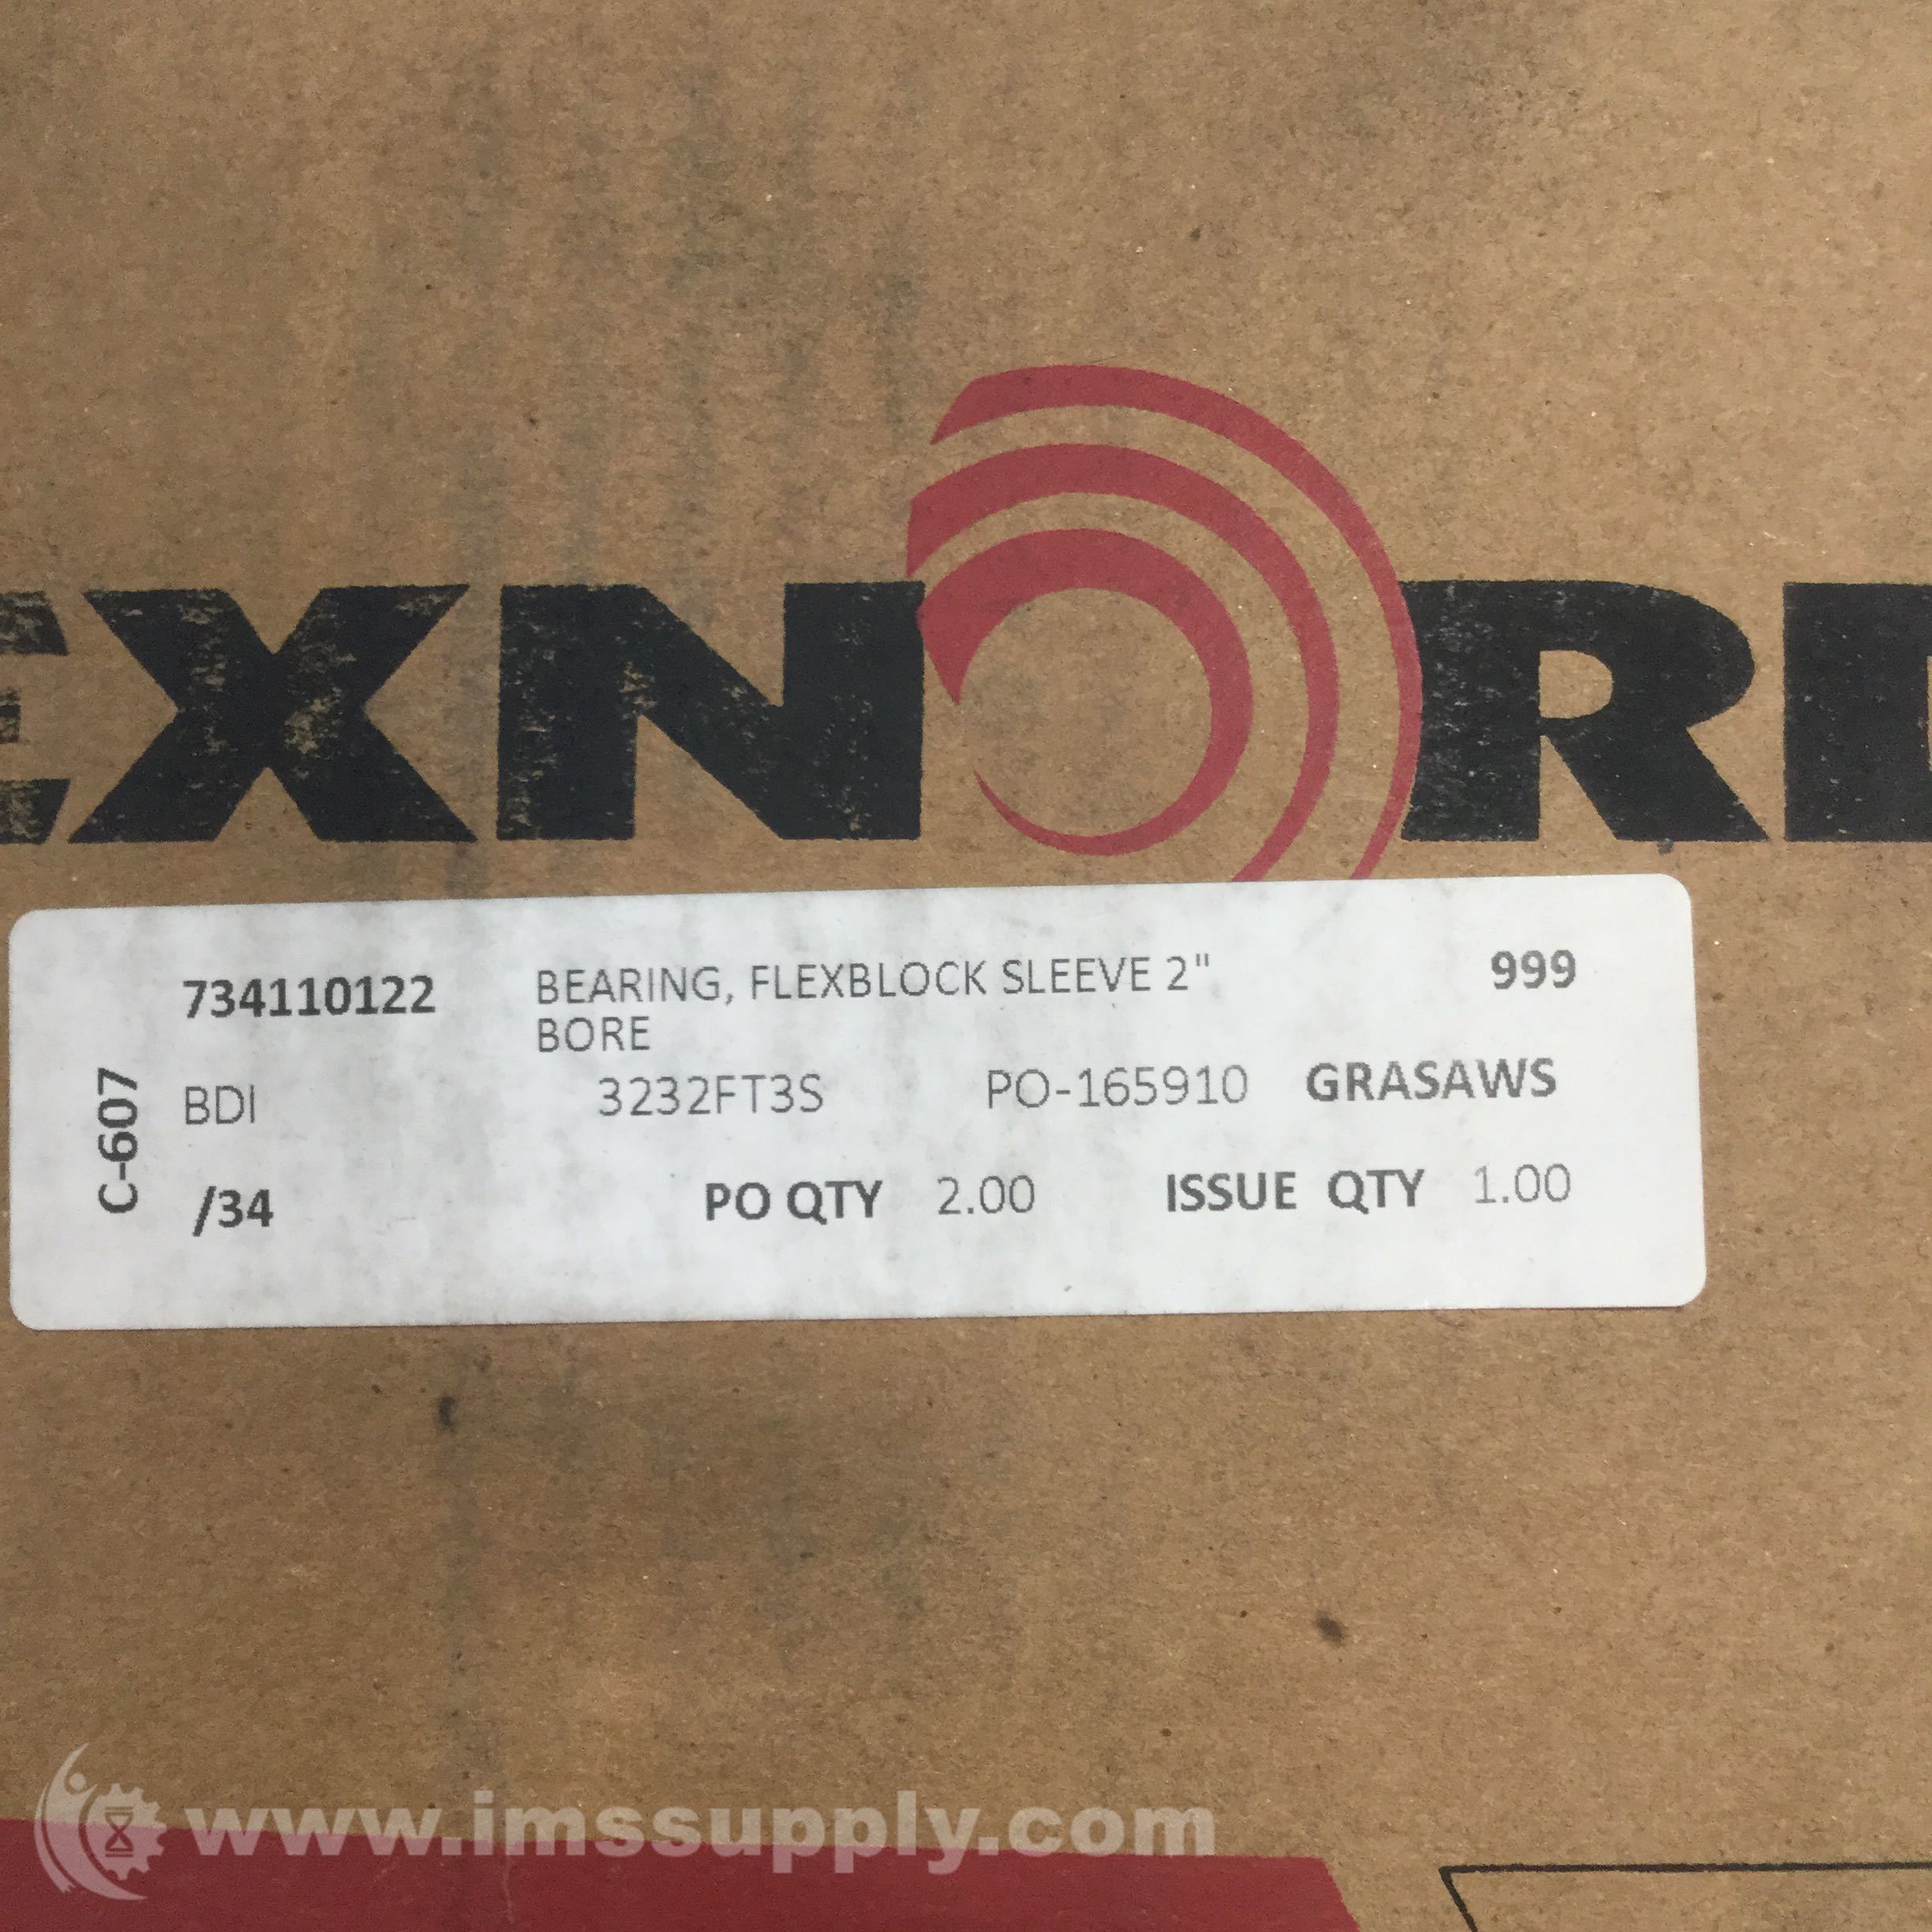 EXNORD
734110122 BEARING, FLEXBLOCK SLEEVE 2" 999
BORE
C-607
BDI 3232FT3S PO-165910 GRASAWS
/34 PO QTY 2.00 ISSUE QTY 1.00
www.imssupply.com